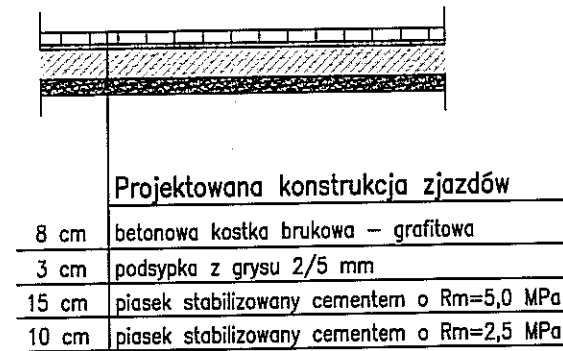 Projektowana konstrukcja zjazdów
8 cm betonowa kostka brukowa – grafitowa
3 cm podsypka z grysu 2/5 mm
15 cm piasek stabilizowany cementem o Rm=5,0 MPa
10 cm piasek stabilizowany cementem o Rm=2,5 MPa